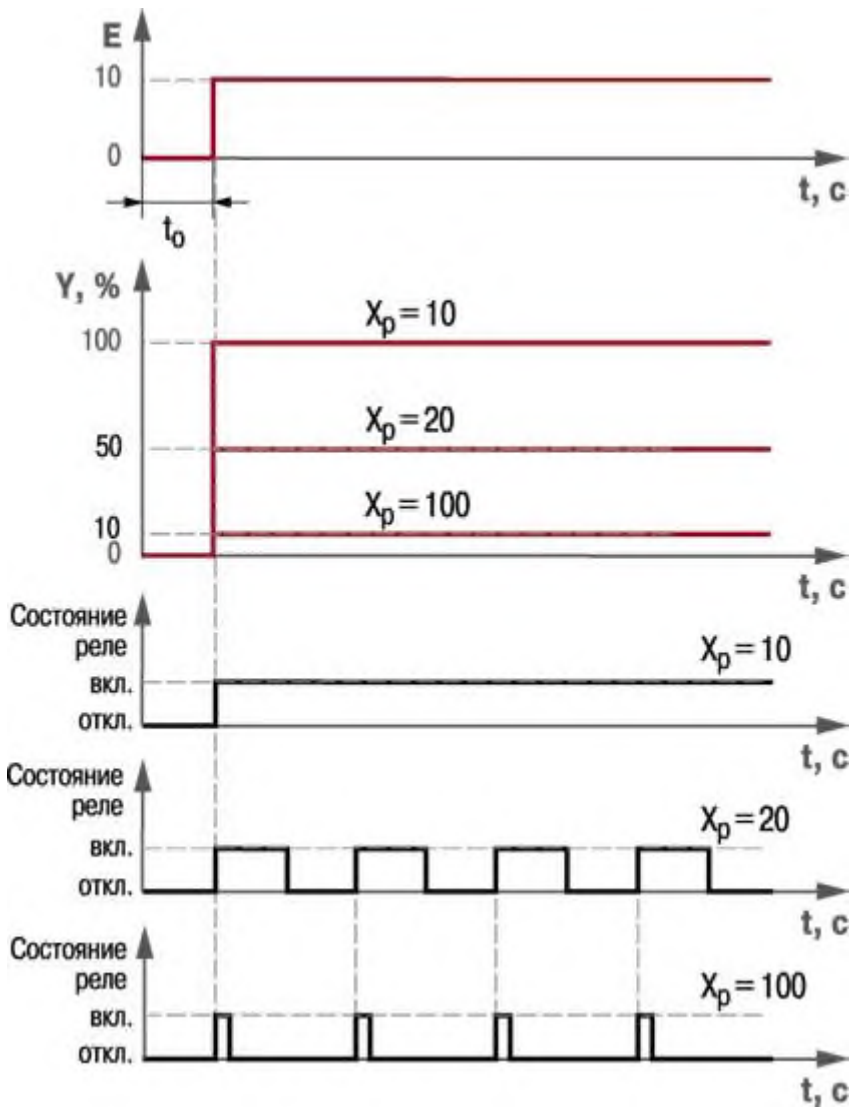 E
10
0
t, c
t₀
Y, %
100
Xₚ = 10
50
Xₚ = 20
10
Xₚ = 100
0
t, c
Состояние
реле
Xₚ = 10
вкл.
откл.
t, c
Состояние
реле
Xₚ = 20
вкл.
откл.
t, c
Состояние
реле
Xₚ = 100
вкл.
откл.
t, c